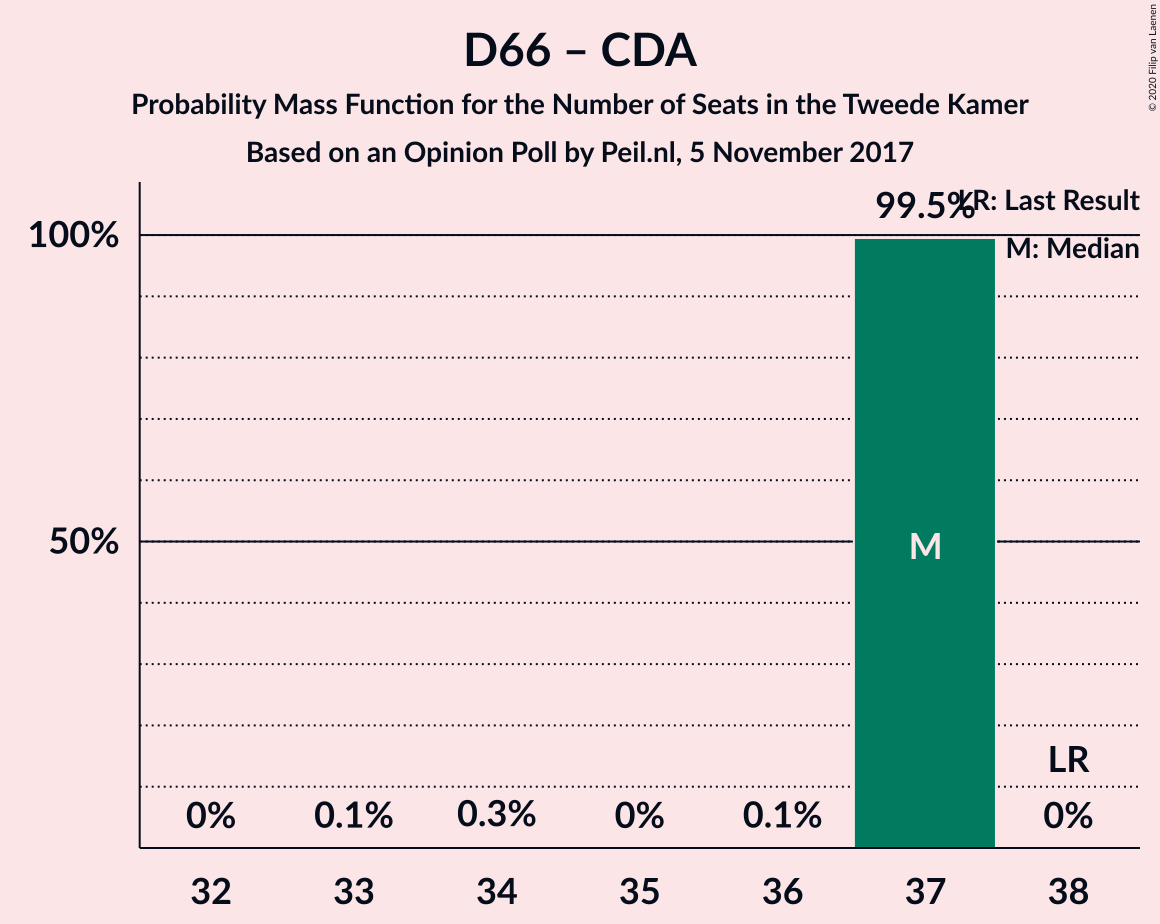 D66 – CDA
Probability Mass Function for the Number of Seats in the Tweede Kamer
Based on an Opinion Poll by Peil.nl, 5 November 2017
© 2020 Filip van Laenen
99.5%
LR: Last Result
M: Median
100%
50%
M
LR
0% 0.1% 0.3% 0% 0.1% 0%
32 33 34 35 36 37 38